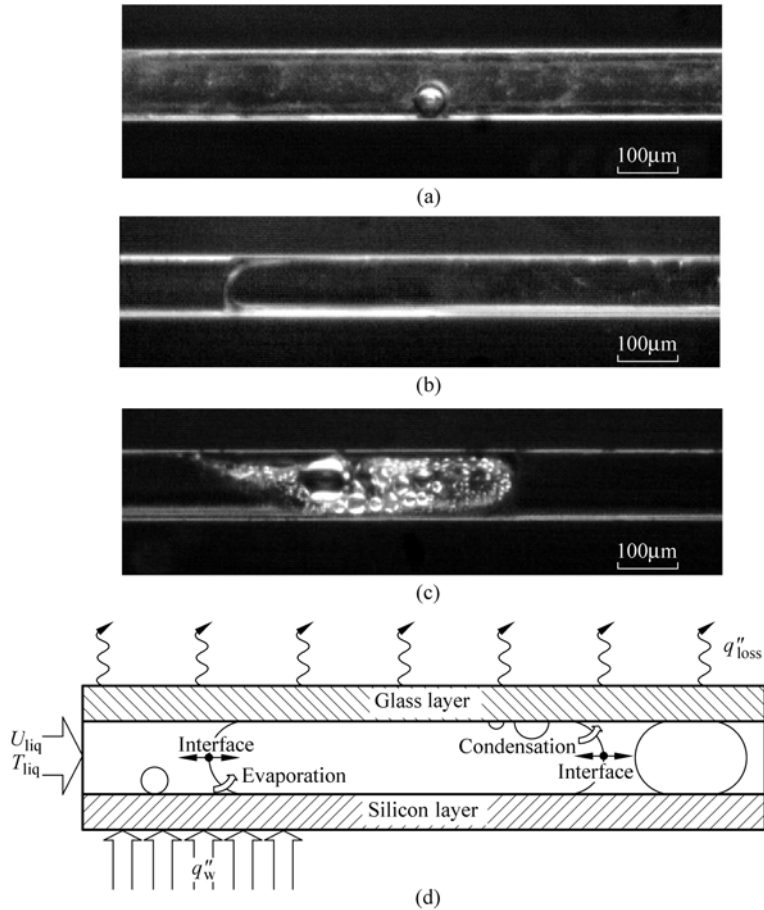 100μm
(a)
100μm
(b)
100μm
(c)
q″loss
Glass layer
Uliq
Tliq
Interface
Evaporation
Condensation
Interface
Silicon layer
q″w
(d)